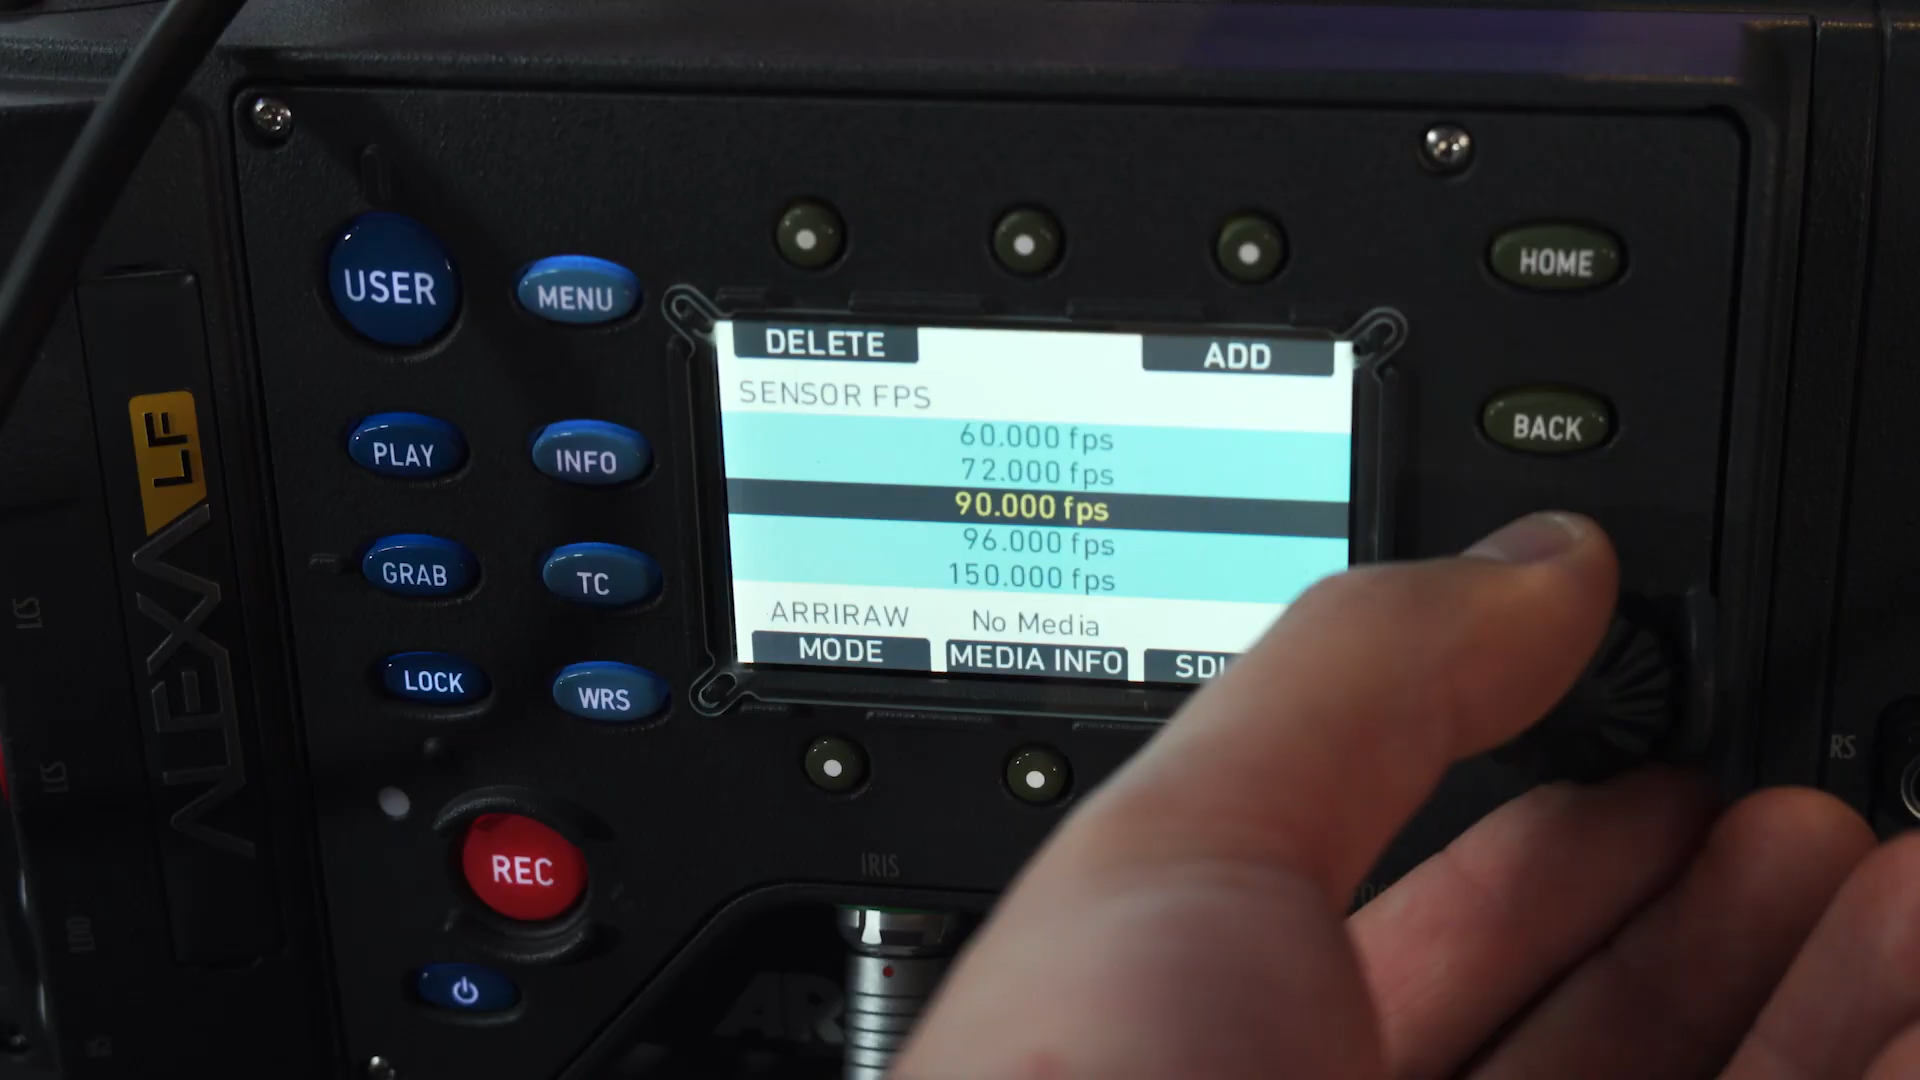 USER
MENU
HOME
DELETE
ADD
SENSOR FPS
60.000 fps
72.000 fps
90.000 fps
96.000 fps
150.000 fps
ARRIRAW No Media
MODE
MEDIA INFO
SDI
BACK
PLAY
INFO
GRAB
TC
LOCK
WRS
REC
IRIS
ALEXA LF
RS